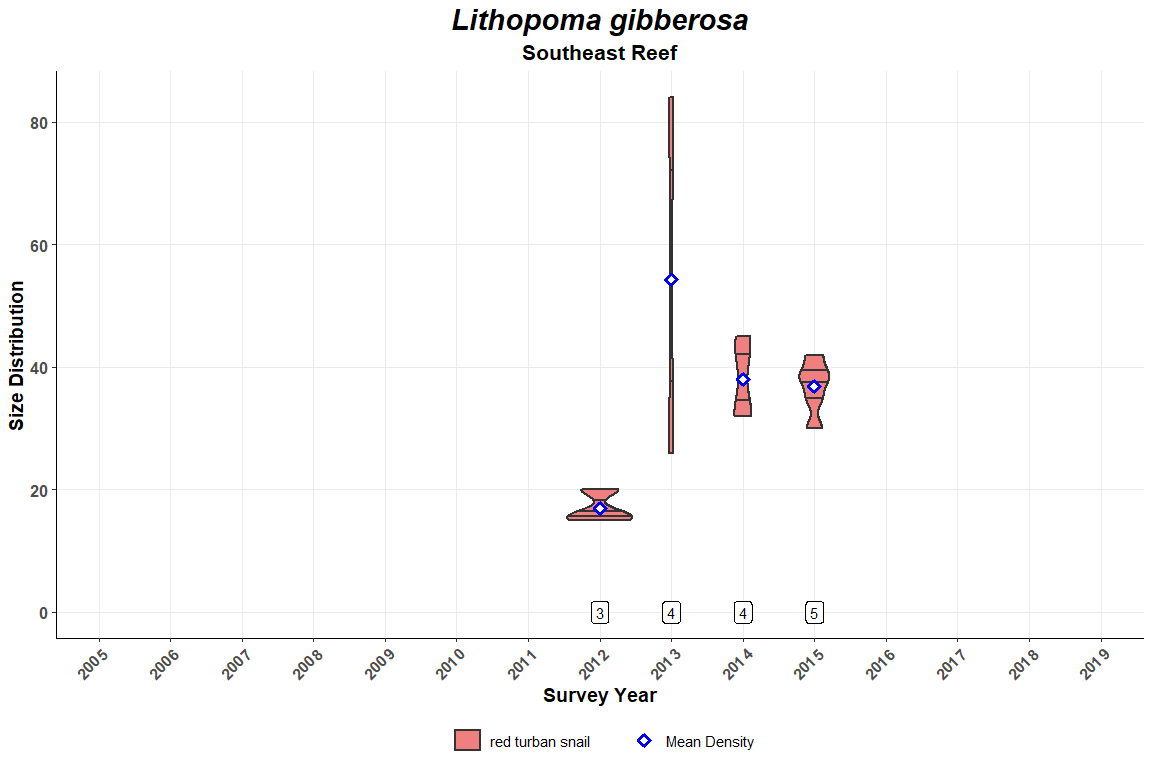 Lithopoma gibberosa
Southeast Reef
Size Distribution
80
60
40
20
0
3 4 4 5
2005 2006 2007 2008 2009 2010 2011 2012 2013 2014 2015 2016 2017 2018 2019
Survey Year
red turban snail Mean Density